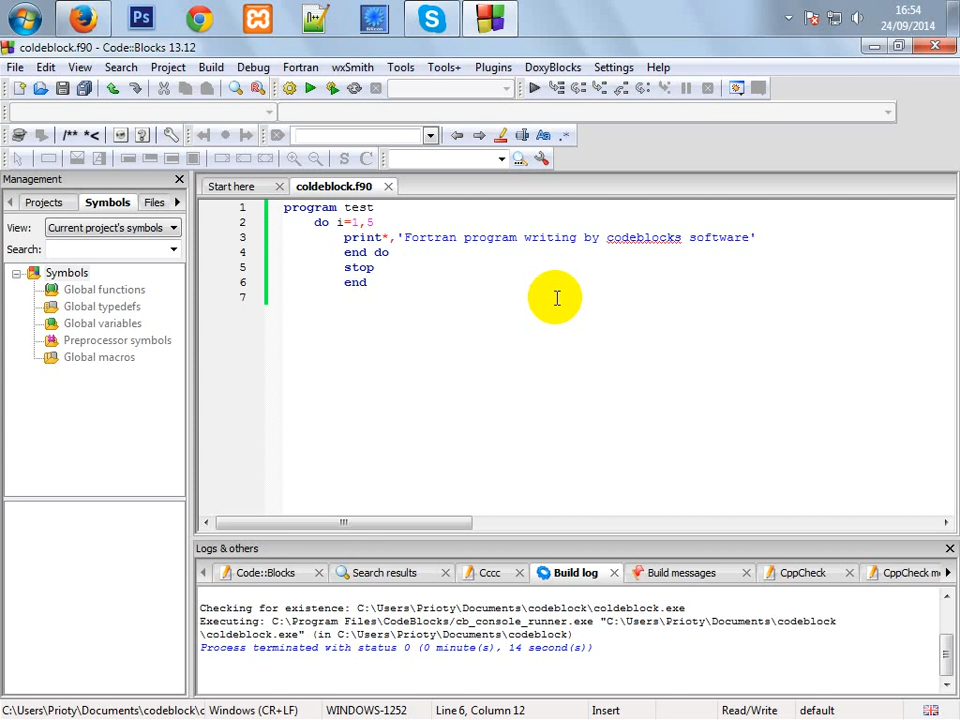 16:54
24/09/2014
coldeblock.f90 - Code::Blocks 13.12
File Edit View Search Project Build Debug Fortran wxSmith Tools Tools+ Plugins DoxyBlocks Settings Help
/** *<
Management
Start here coldeblock.f90
Projects Symbols Files
View: Current project's symbols
Search:
Symbols
Global functions
Global typedefs
Global variables
Preprocessor symbols
Global macros
1 program test
2 do i=1,5
3 print*,'Fortran program writing by codeblocks software'
4 end do
5 stop
6 end
7
Logs & others
Code::Blocks Search results Cccc Build log Build messages CppCheck CppCheck me
Checking for existence: C:\Users\Prioty\Documents\codeblock\coldeblock.exe
Executing: C:\Program Files\CodeBlocks/cb_console_runner.exe "C:\Users\Prioty\Documents\codeblock
\coldeblock.exe" (in C:\Users\Prioty\Documents\codeblock)
Process terminated with status 0 (0 minute(s), 14 second(s))
C:\Users\Prioty\Documents\codeblock\c Windows (CR+LF) WINDOWS-1252 Line 6, Column 12 Insert Read/Write default